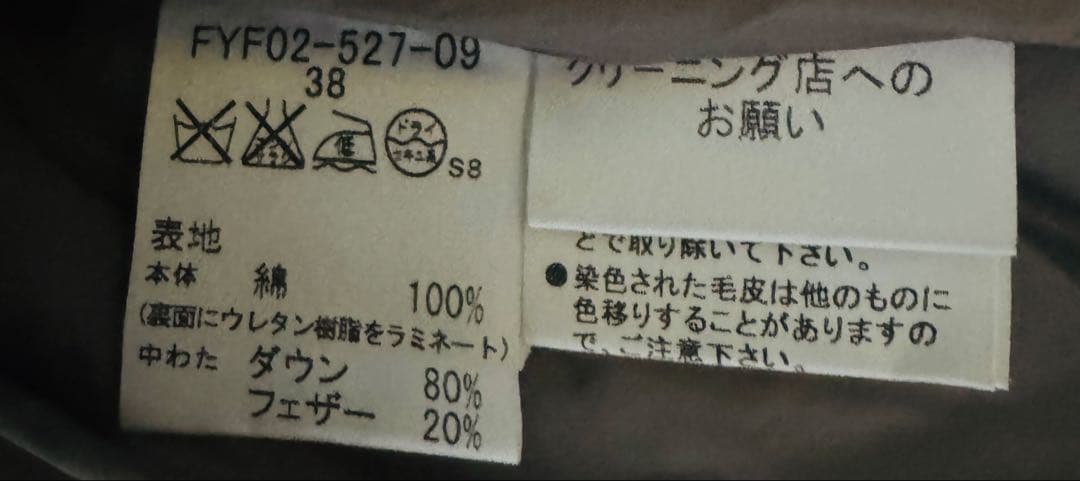 FYF02-527-09
38
低
ドライ
セキユ系
S8
表地
本体 綿 100%
(裏面にウレタン樹脂をラミネート)
中わた ダウン 80%
フェザー 20%
クリーニング店への
お願い
とで取り除いて下さい。
●染色された毛皮は他のものに
色移りすることがありますの
で、ご注意下さい。